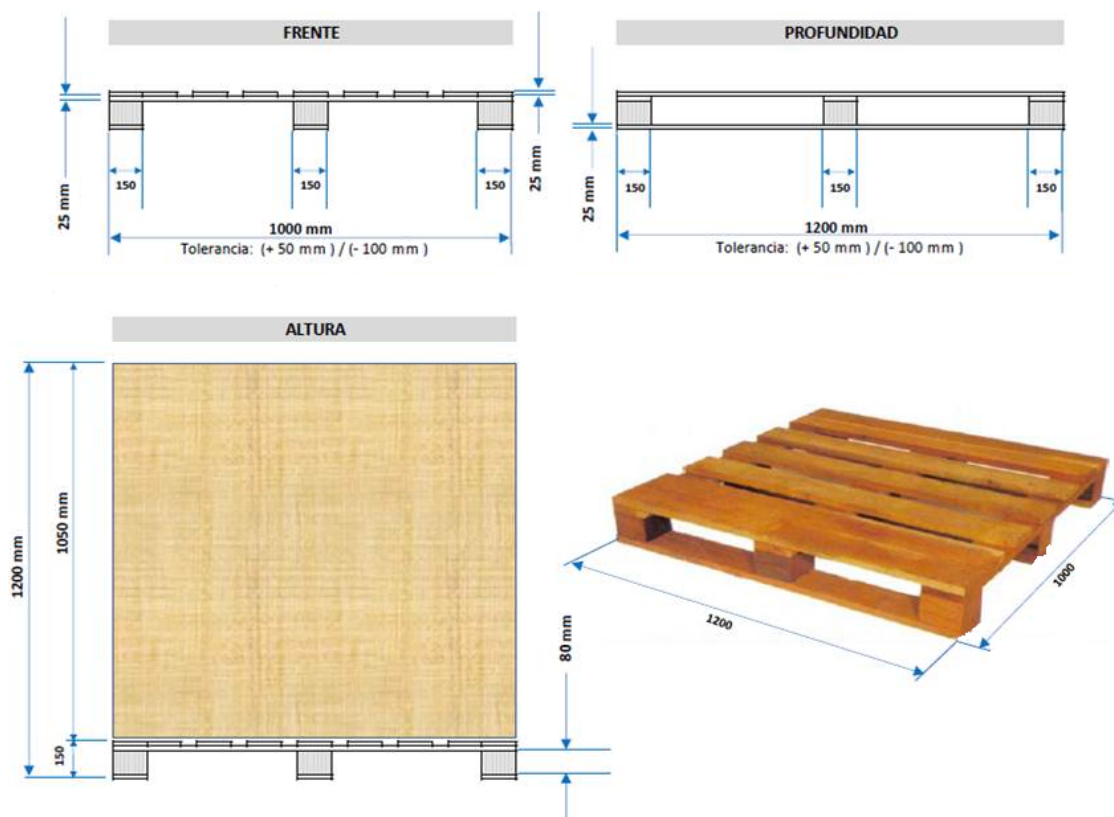 FRENTE
25 mm
150
150
150
25 mm
1000 mm
Tolerancia: (+ 50 mm ) / (- 100 mm )
PROFUNDIDAD
25 mm
150
150
150
1200 mm
Tolerancia: (+ 50 mm ) / (- 100 mm )
ALTURA
1200 mm
1050 mm
150
80 mm
1200
1000